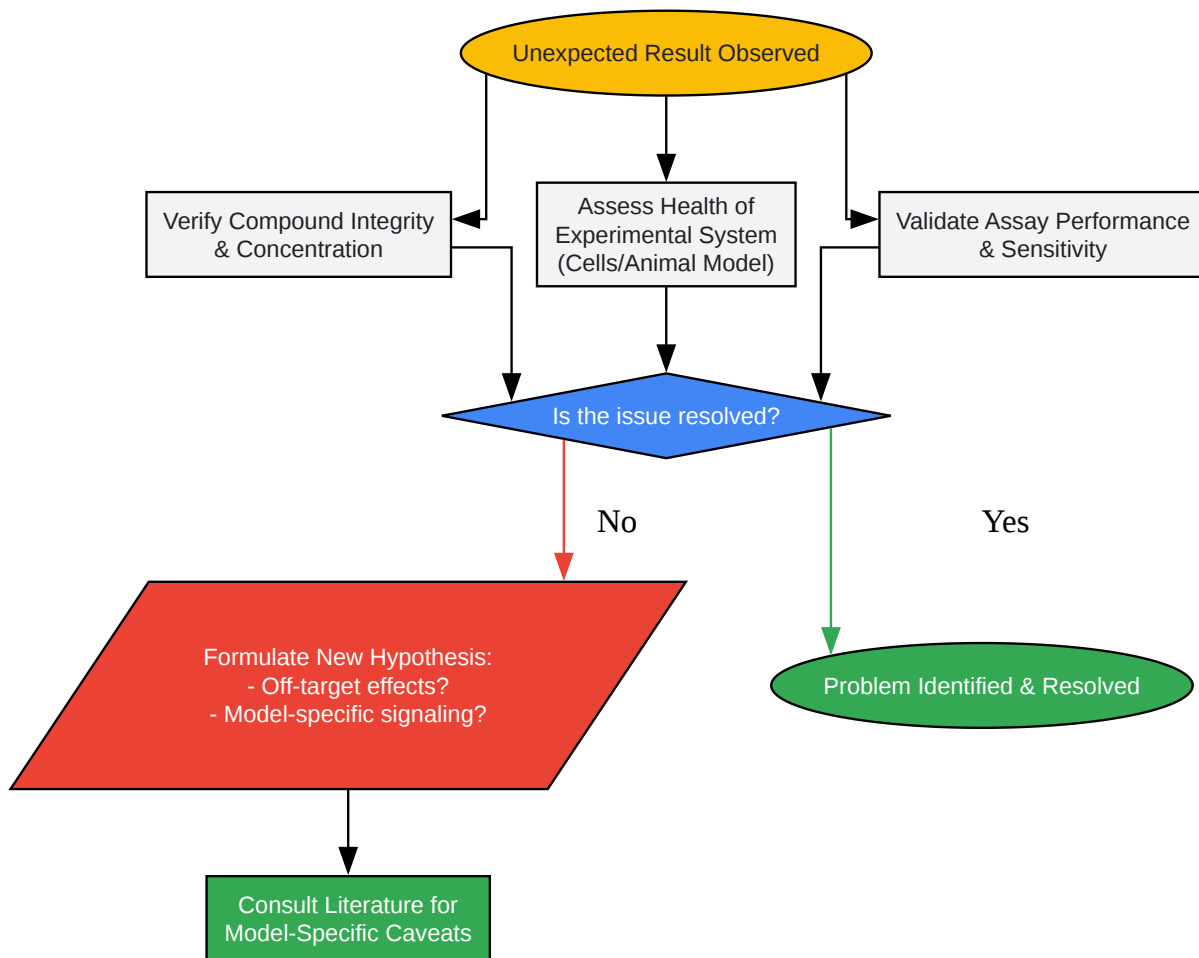 Unexpected Result Observed
Verify Compound Integrity
& Concentration
Assess Health of
Experimental System
(Cells/Animal Model)
Validate Assay Performance
& Sensitivity
Is the issue resolved?
No
Yes
Formulate New Hypothesis:
- Off-target effects?
- Model-specific signaling?
Problem Identified & Resolved
Consult Literature for
Model-Specific Caveats